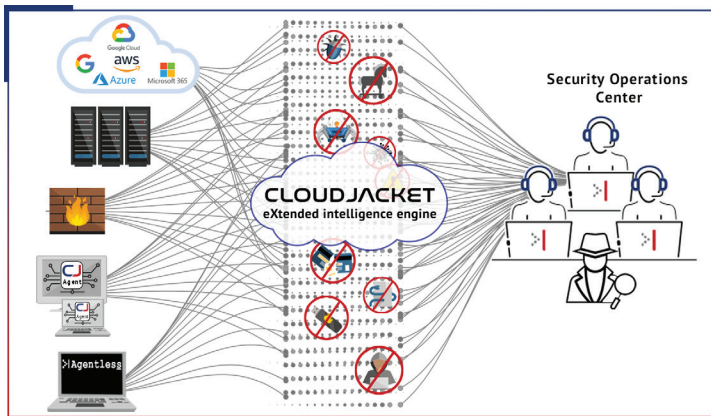 Google Cloud
G
aws
Azure
Microsoft 365
Security Operations
Center
CLOUDJACKET
eXtended intelligence engine
CJ
Agent
CJ
Agent
>|Agentless
>|
>|
>|